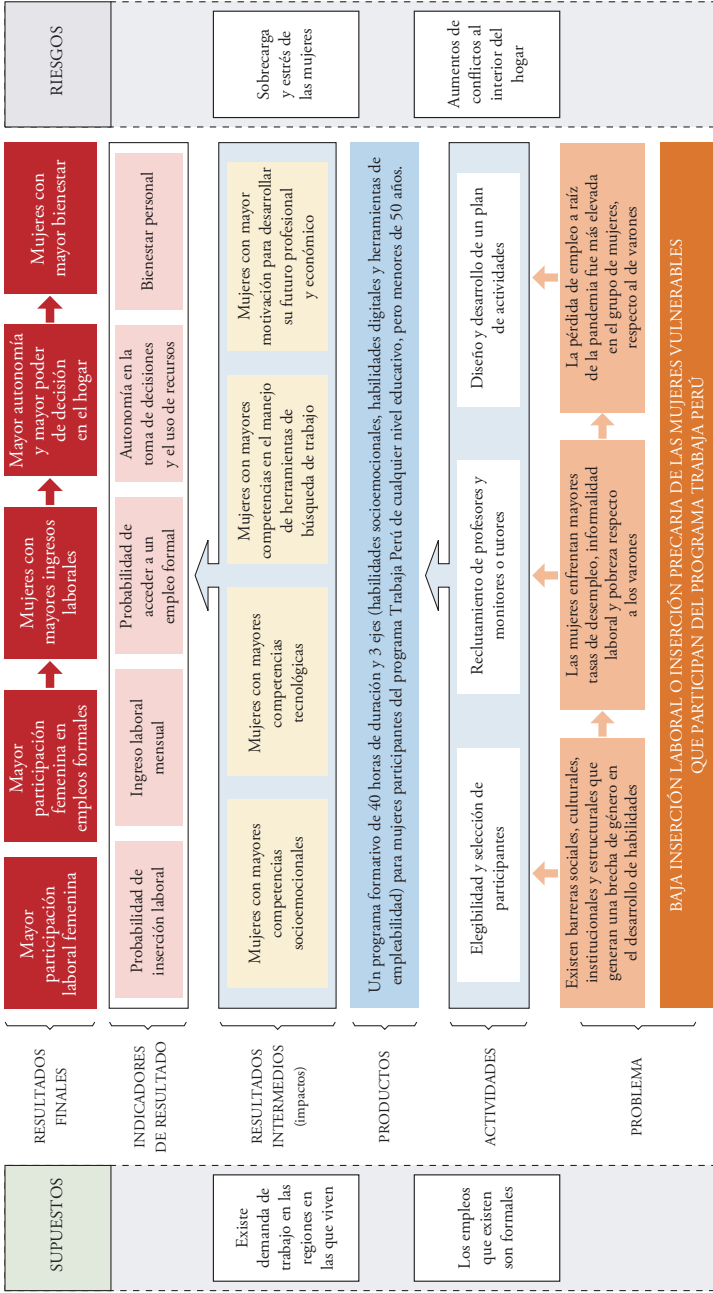 SUPUESTOS
Existe
demanda de
trabajo en las
regiones en
las que viven
Los empleos
que existen
son formales
RESULTADOS
FINALES
Mayor
participación
laboral femenina
Mayor
participación
femenina en
empleos formales
Mujeres con
mayores ingresos
laborales
Mayor autonomía
y mayor poder
de decisión
en el hogar
Mujeres con
mayor bienestar
INDICADORES
DE RESULTADO
Probabilidad de
inserción laboral
Ingreso laboral
mensual
Probabilidad de
acceder a un
empleo formal
Autonomía en la
toma de decisiones
y el uso de recursos
Bienestar personal
RESULTADOS
INTERMEDIOS
(impactos)
Mujeres con mayores
competencias
socioemocionales
Mujeres con mayores
competencias
tecnológicas
Mujeres con mayores
competencias en el manejo
de herramientas de
búsqueda de trabajo
Mujeres con mayor
motivación para desarrollar
su futuro profesional
y económico
PRODUCTOS
Un programa formativo de 40 horas de duración y 3 ejes (habilidades socioemocionales, habilidades digitales y herramientas de
empleabilidad) para mujeres participantes del programa Trabaja Perú de cualquier nivel educativo, pero menores de 50 años.
ACTIVIDADES
Elegibilidad y selección de
participantes
Reclutamiento de profesores y
monitores o tutores
Diseño y desarrollo de un plan
de actividades
PROBLEMA
Existen barreras sociales, culturales,
institucionales y estructurales que
generan una brecha de género en
el desarrollo de habilidades
Las mujeres enfrentan mayores
tasas de desempleo, informalidad
laboral y pobreza respecto
a los varones
La pérdida de empleo a raíz
de la pandemia fue más elevada
en el grupo de mujeres,
respecto al de varones
BAJA INSERCIÓN LABORAL O INSERCIÓN PRECARIA DE LAS MUJERES VULNERABLES
QUE PARTICIPAN DEL PROGRAMA TRABAJA PERÚ
RIESGOS
Sobrecarga
y estrés de
las mujeres
Aumentos de
conflictos al
interior del
hogar